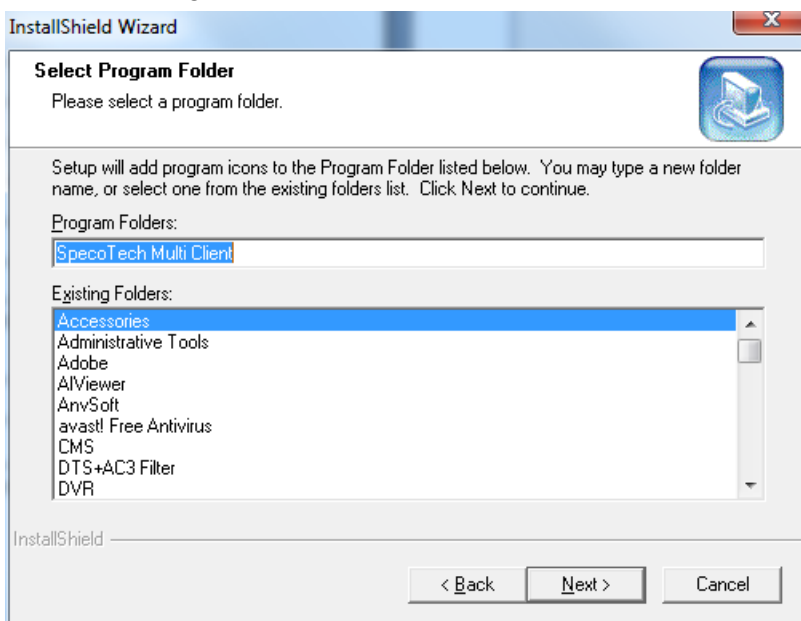 InstallShield Wizard
Select Program Folder
Please select a program folder.
Setup will add program icons to the Program Folder listed below. You may type a new folder
name, or select one from the existing folders list. Click Next to continue.
Program Folders:
SpecoTech Multi Client
Existing Folders:
Accessories
Administrative Tools
Adobe
AIViewer
AnvSoft
avast! Free Antivirus
CMS
DTS+AC3 Filter
DVR
InstallShield
< Back Next > Cancel